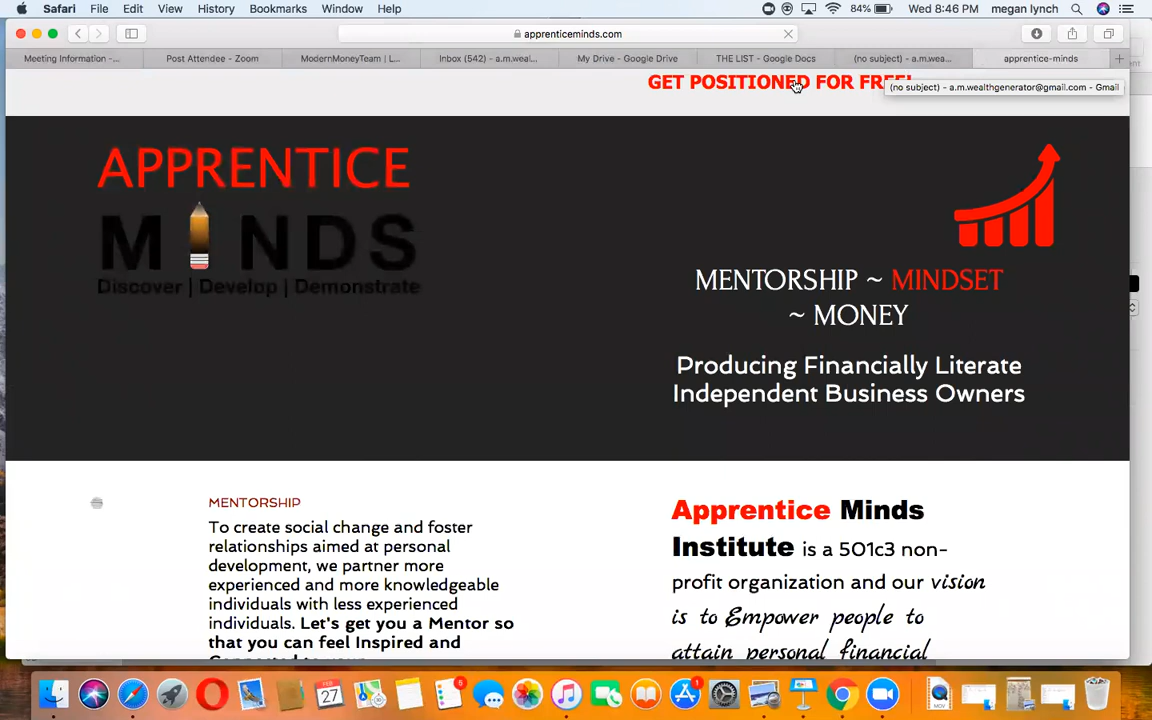 Safari File Edit View History Bookmarks Window Help 84% Wed 8:46 PM megan lynch
apprenticeminds.com
Meeting Information -... Post Attendee - Zoom ModernMoneyTeam | L... Inbox (542) - a.m.weal... My Drive - Google Drive THE LIST - Google Docs (no subject) - a.m.wea... apprentice-minds
GET POSITIONED FOR FREE!
(no subject) - a.m.wealthgenerator@gmail.com - Gmail
APPRENTICE
MINDS
Discover | Develop | Demonstrate
MENTORSHIP ~ MINDSET
~ MONEY
Producing Financially Literate
Independent Business Owners
MENTORSHIP
To create social change and foster
relationships aimed at personal
development, we partner more
experienced and more knowledgeable
individuals with less experienced
individuals. Let's get you a Mentor so
that you can feel Inspired and
Apprentice Minds
Institute is a 501c3 non-
profit organization and our vision
is to Empower people to
attain personal financial
6
FEB
27
1
MOV